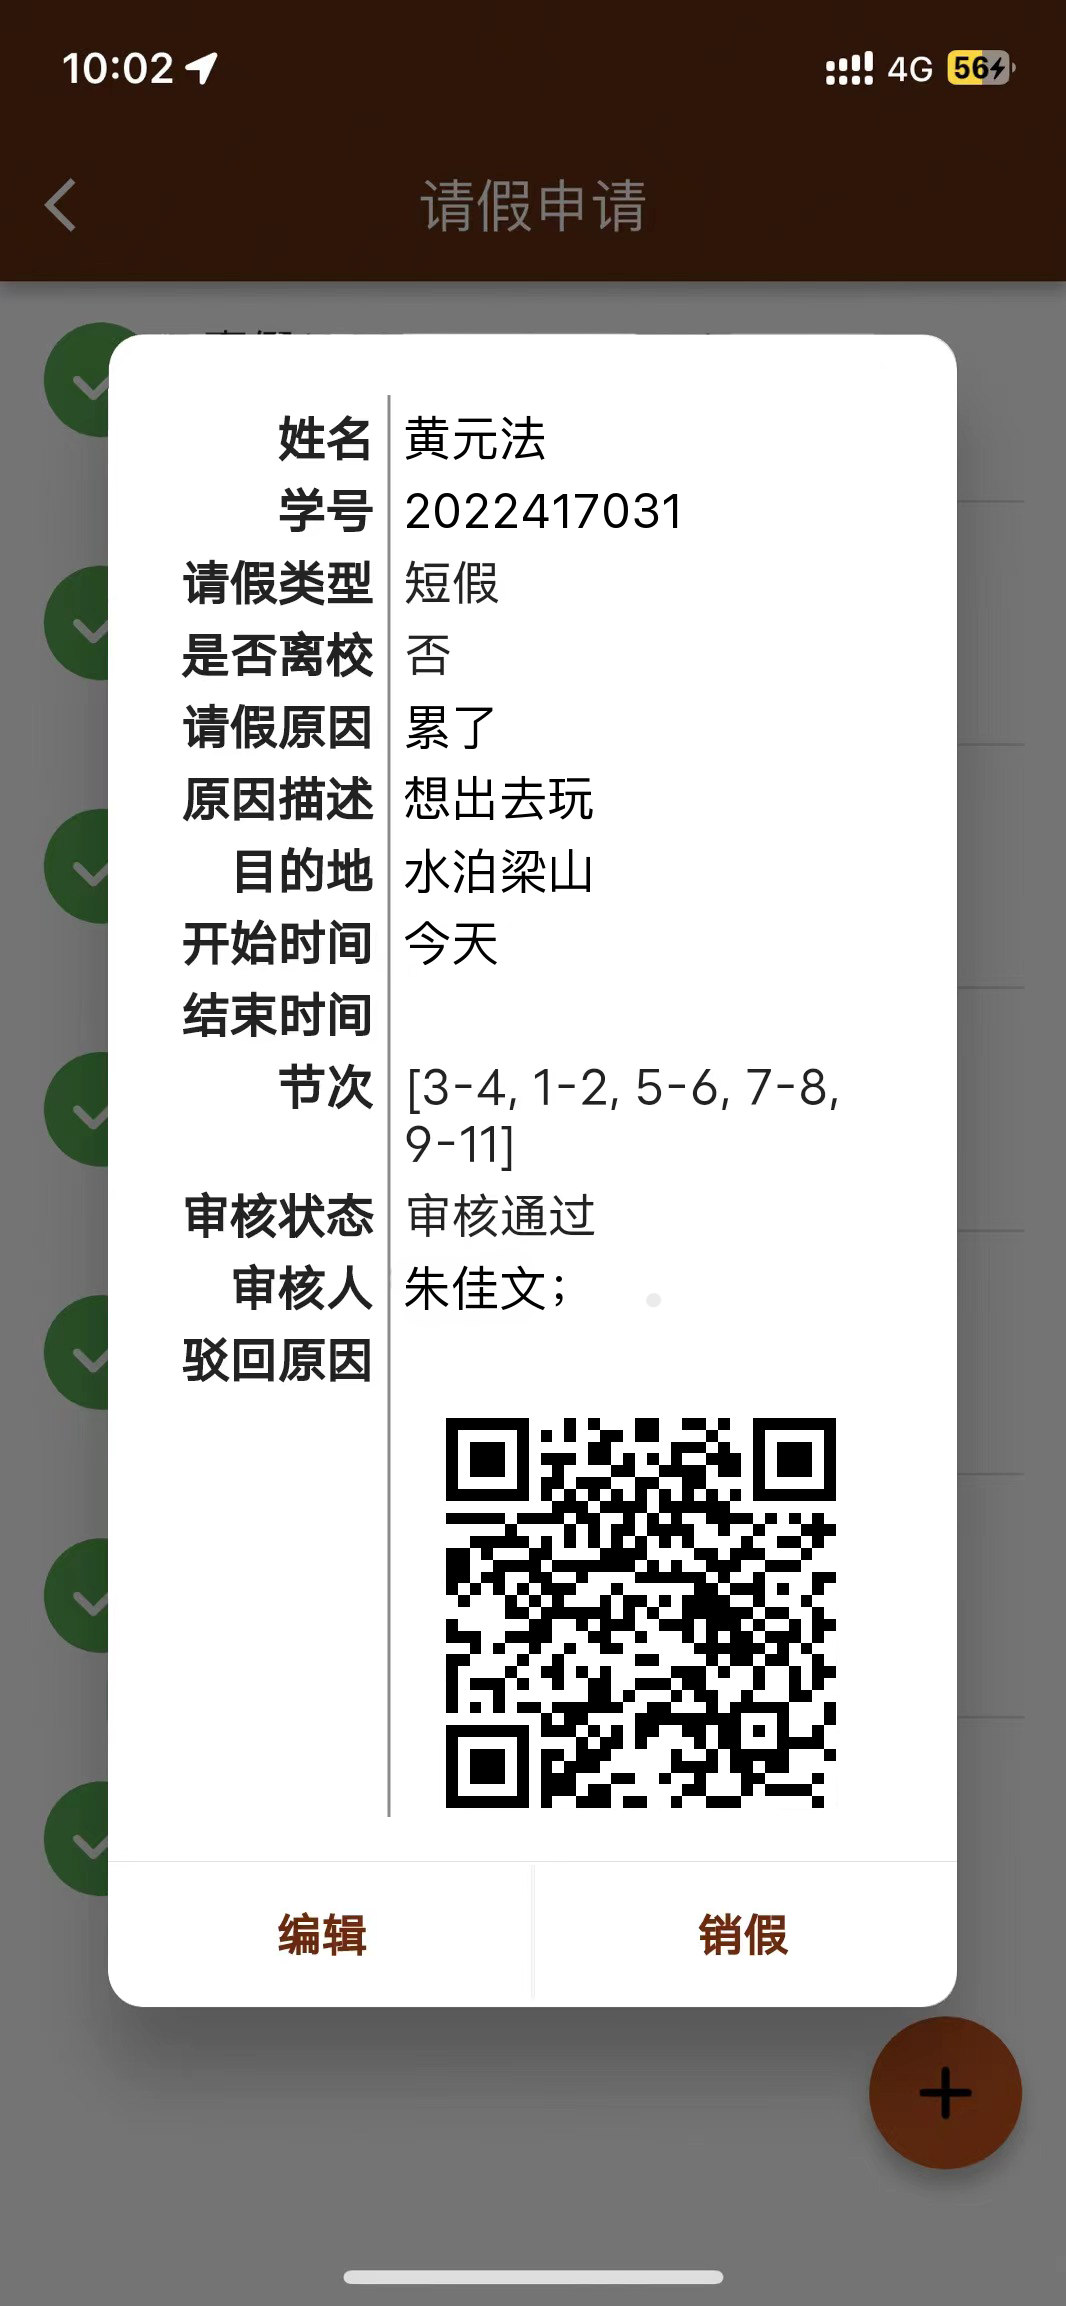 10:02 4G 56
请假申请
姓名 黄元法
学号 2022417031
请假类型 短假
是否离校 否
请假原因 累了
原因描述 想出去玩
目的地 水泊梁山
开始时间 今天
结束时间
节次 [3-4, 1-2, 5-6, 7-8,
9-11]
审核状态 审核通过
审核人 朱佳文;
驳回原因
编辑 销假